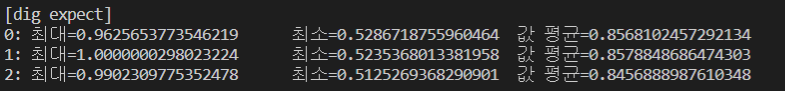 [dig expect]
0: 최대=0.9625653773546219 최소=0.5286718755960464 값 평균=0.8568102457292134
1: 최대=1.0000000298023224 최소=0.5235368013381958 값 평균=0.8578848686474303
2: 최대=0.9902309775352478 최소=0.5125269368290901 값 평균=0.8456888987610348